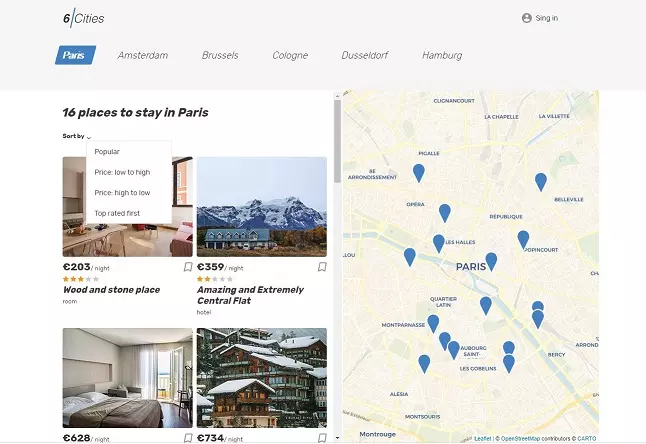 6 Cities
Sing in
Paris Amsterdam Brussels Cologne Dusseldorf Hamburg
16 places to stay in Paris
Sort by
Popular
Price: low to high
Price: high to low
Top rated first
€203/ night
Wood and stone place
room
€359/ night
Amazing and Extremely
Central Flat
hotel
€628/ night
€734/ night
CLIGNANCOURT
LA CHAPELLE
LA VILLETTE
PIGALLE
8E
ARRONDISSEMENT
BELLEVILLE
OPÉRA
RÉPUBLIQUE
LES HALLES
POPINCOURT
LOU
PARIS
QUARTIER
LATIN
MONTPARNASSE
AUBOURG
SAINT-
BERCY
ARROND
LES GOBELINS
ALESIA
MONTSOURIS
Montrouge
Leaflet | © OpenStreetMap contributors © CARTO